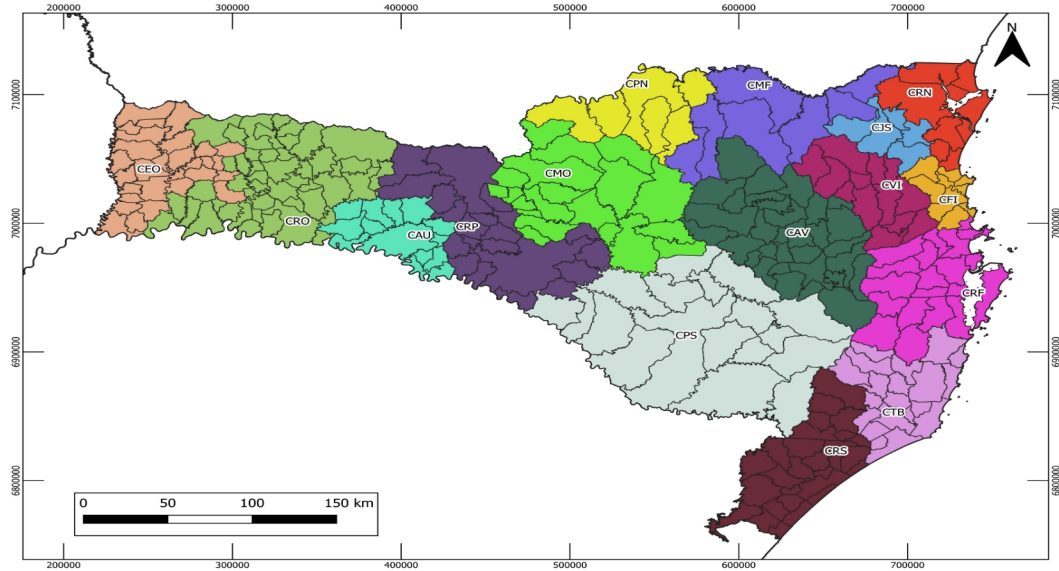 200000 300000 400000 500000 600000 700000
N
7100000 7100000
CPN CMF CRN
CJS
CEO CMO CVI
CFI
7000000 CRO CAU CRP CAV 7000000
CRF
CPS
6900000 6900000
CTB
CRS
6800000 6800000
0 50 100 150 km
200000 300000 400000 500000 600000 700000